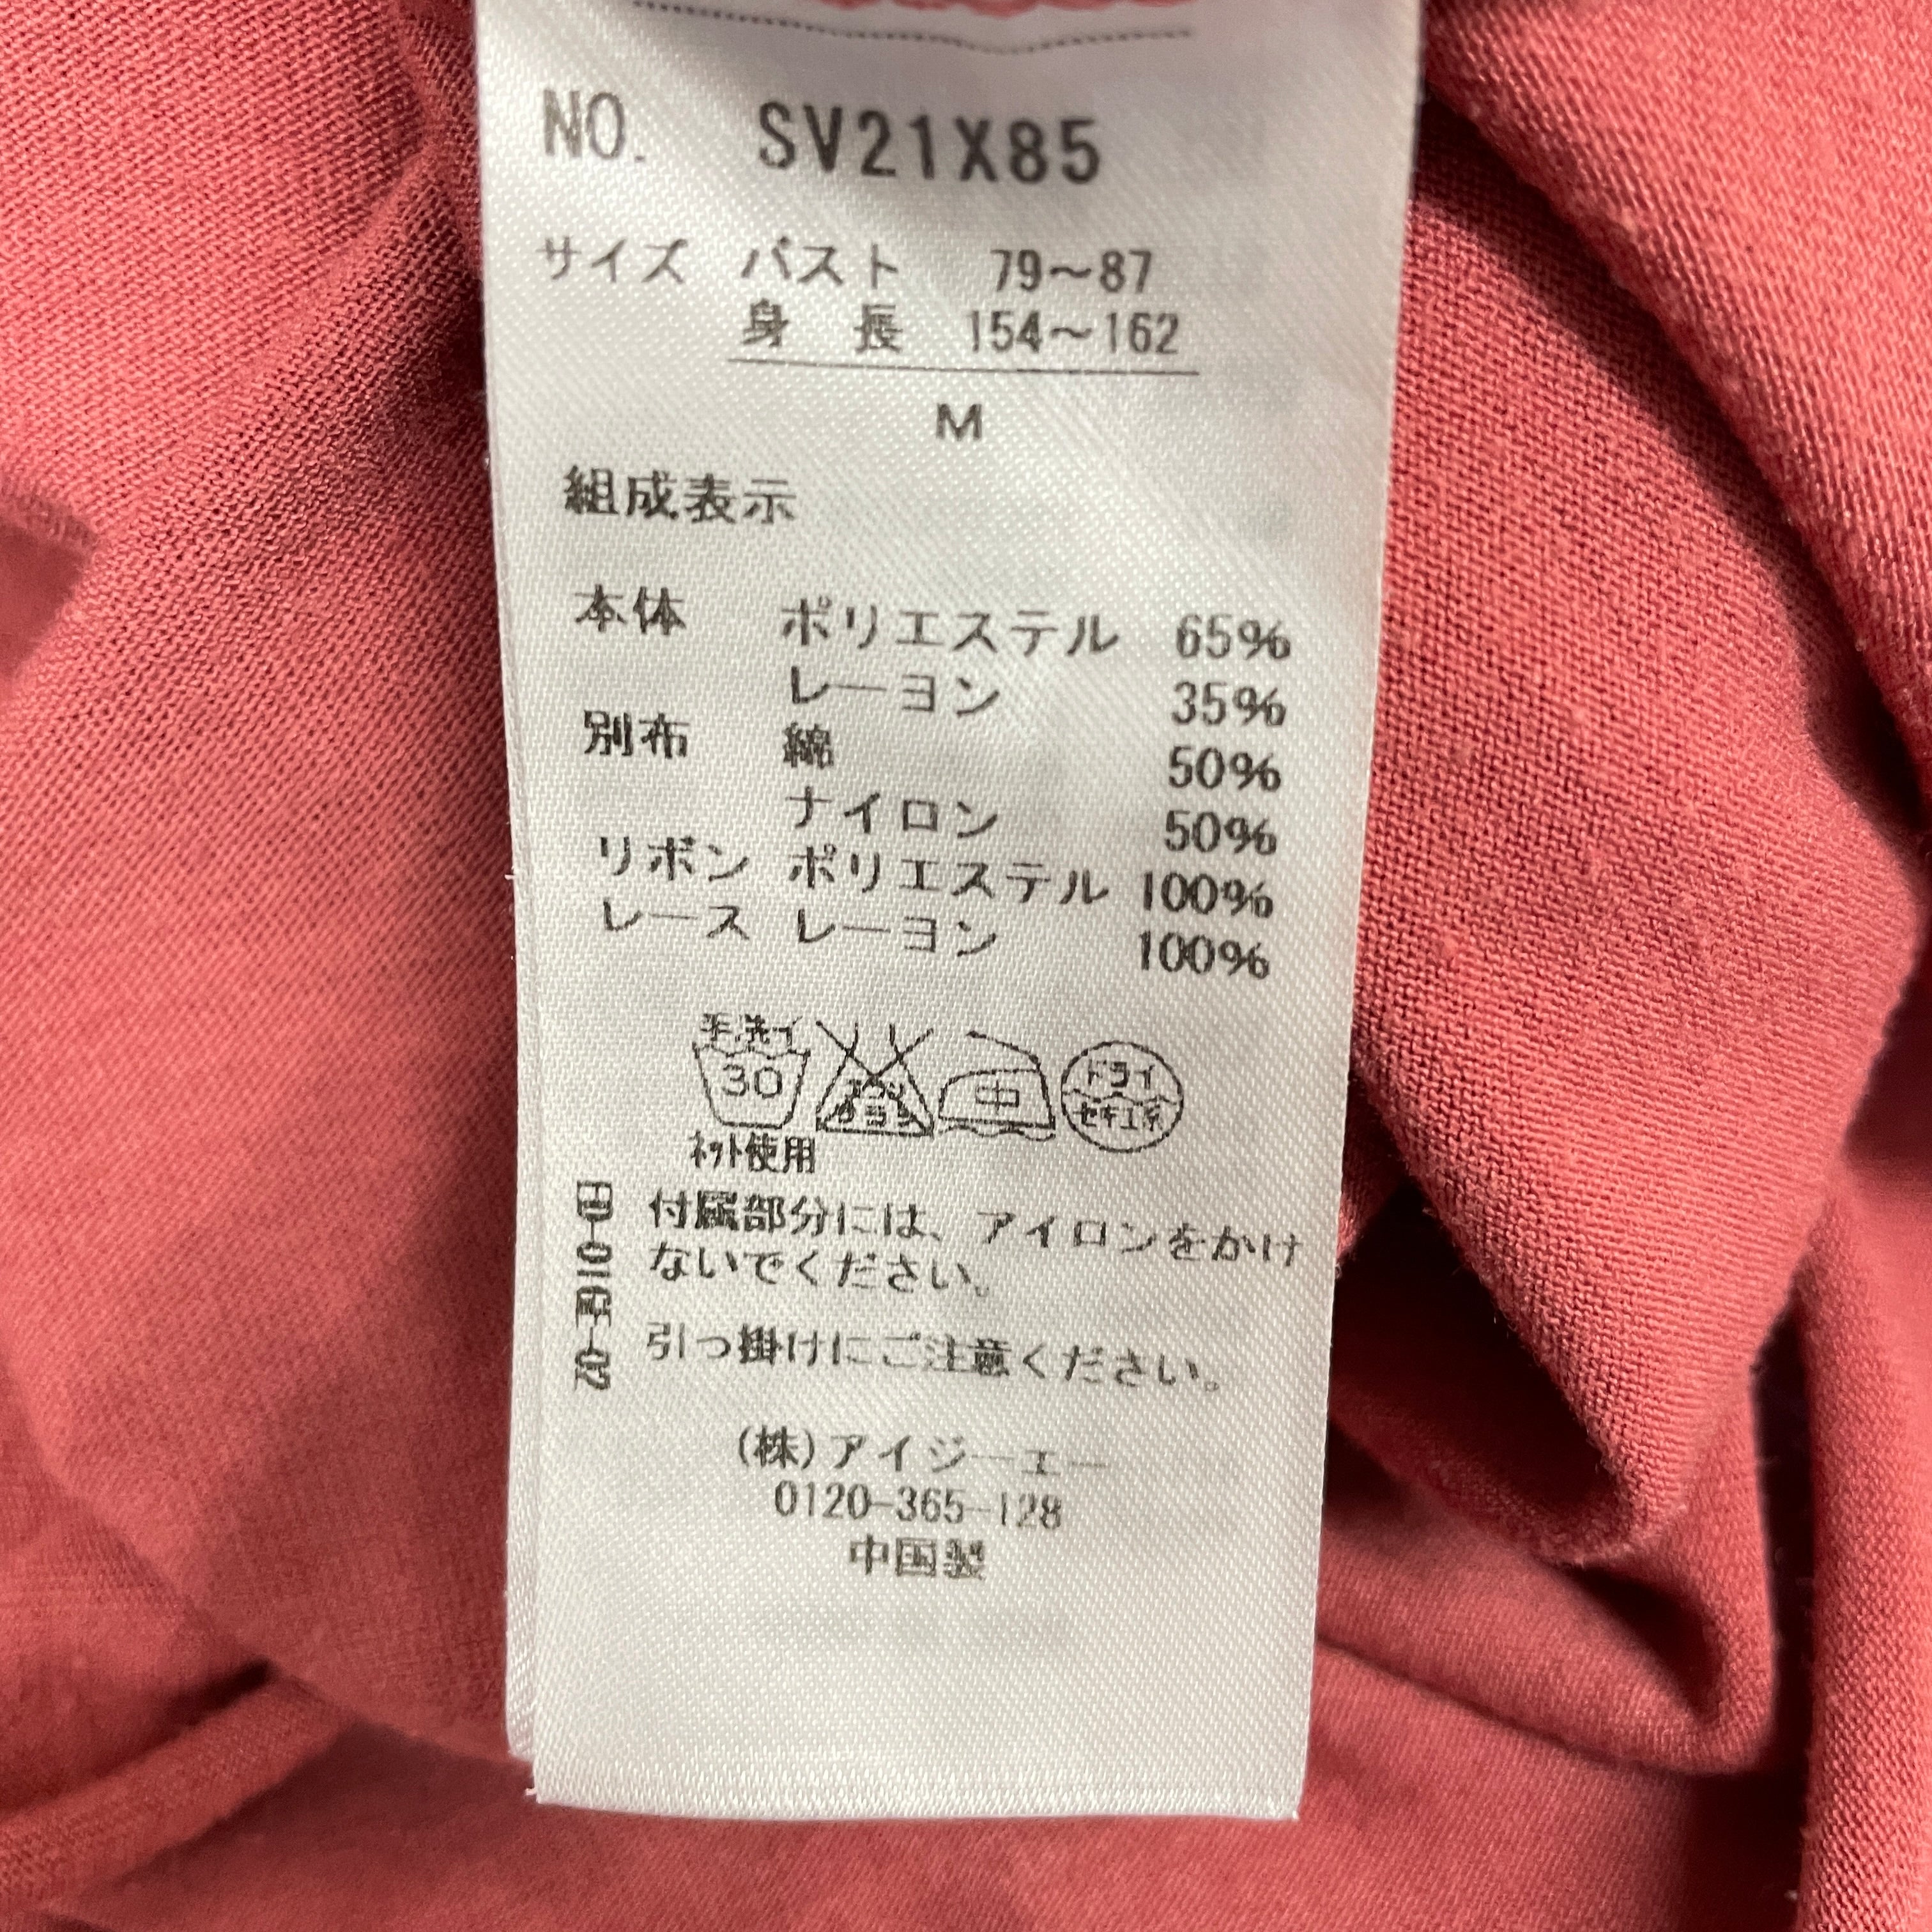 NO. SV21X85
サイズ バスト 79～87
身長 154～162
M
組成表示
本体 ポリエステル 65%
レーヨン 35%
別布 綿 50%
ナイロン 50%
リボン ポリエステル 100%
レース レーヨン 100%
手洗イ
30
エンソ
サラシ
中
ドライ
セキユ系
ネット使用
付属部分には、アイロンをかけ
ないでください。
引っ掛けにご注意ください。
(株)アイジーエー
0120-365-128
中国製